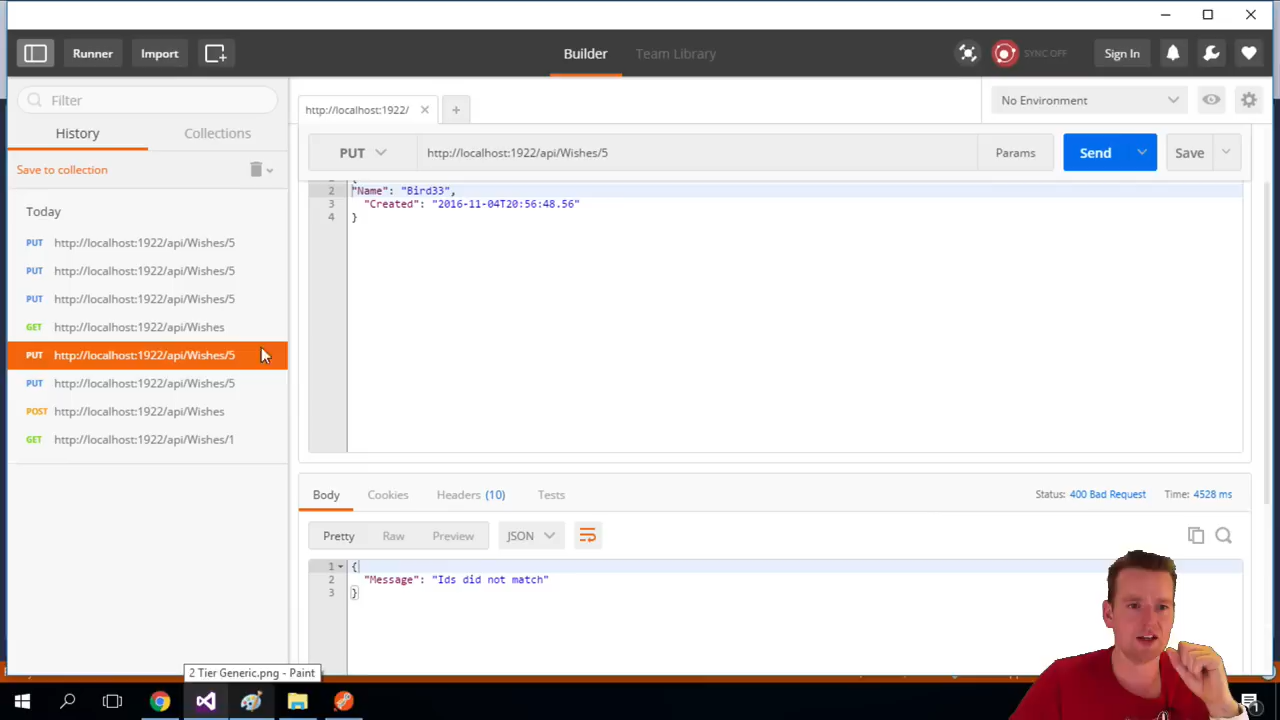 Runner
Import
Builder
Team Library
SYNC OFF
Sign In
Filter
History
Collections
Save to collection
Today
PUT http://localhost:1922/api/Wishes/5
PUT http://localhost:1922/api/Wishes/5
PUT http://localhost:1922/api/Wishes/5
GET http://localhost:1922/api/Wishes
PUT http://localhost:1922/api/Wishes/5
PUT http://localhost:1922/api/Wishes/5
POST http://localhost:1922/api/Wishes
GET http://localhost:1922/api/Wishes/1
http://localhost:1922/
No Environment
PUT
http://localhost:1922/api/Wishes/5
Params
Send
Save
{
2 "Name": "Bird33",
3 "Created": "2016-11-04T20:56:48.56"
4 }
Body
Cookies
Headers (10)
Tests
Status: 400 Bad Request
Time: 4528 ms
Pretty
Raw
Preview
JSON
1 {
2 "Message": "Ids did not match"
3 }
2 Tier Generic.png - Paint
1